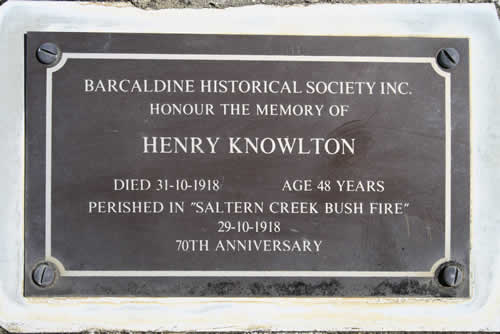 BARCALDINE HISTORICAL SOCIETY INC.
HONOUR THE MEMORY OF
HENRY KNOWLTON
DIED 31-10-1918 AGE 48 YEARS
PERISHED IN "SALTERN CREEK BUSH FIRE"
29-10-1918
70TH ANNIVERSARY